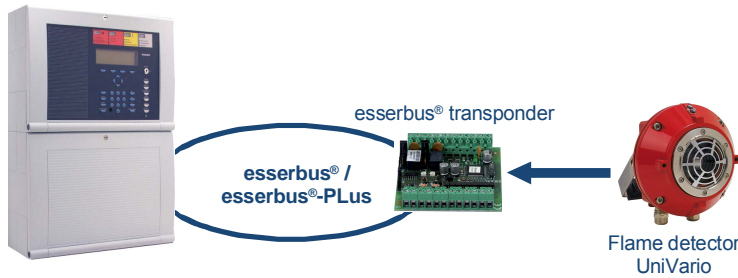 esserbus® transponder
esserbus® /
esserbus®-PLus
Flame detector
UniVario